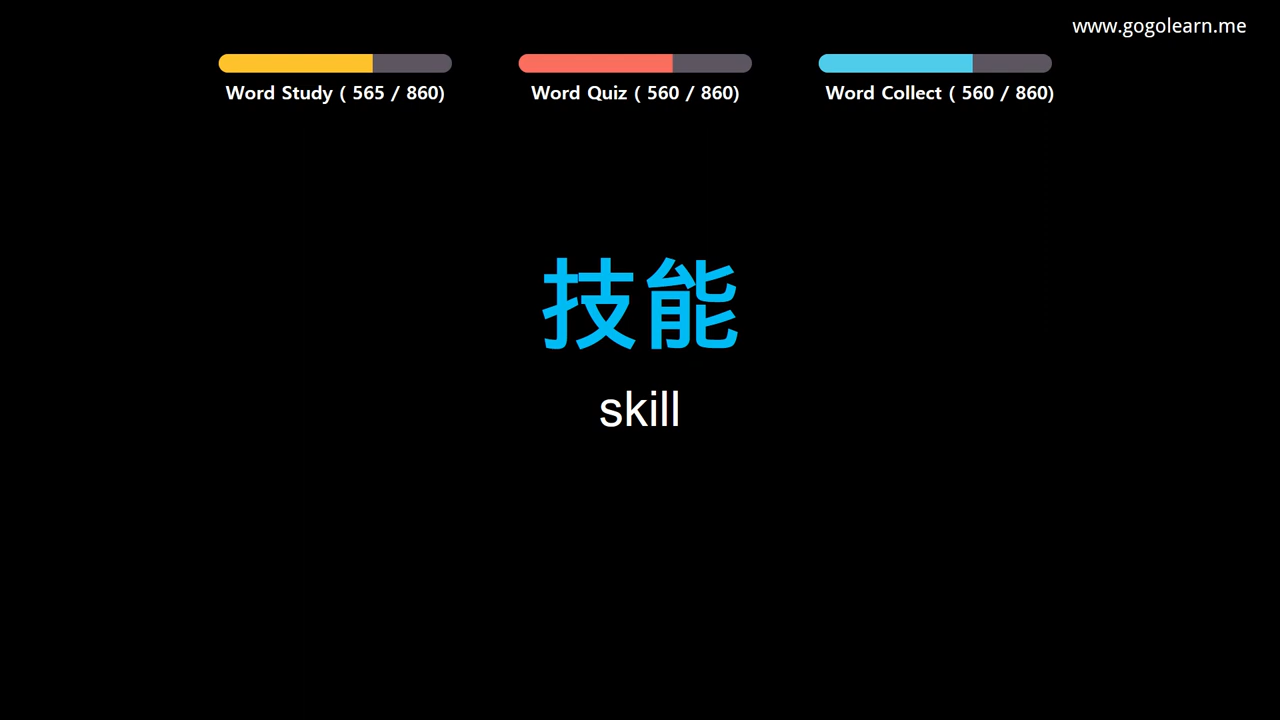 www.gogolearn.me
Word Study ( 565 / 860)
Word Quiz ( 560 / 860)
Word Collect ( 560 / 860)
技能
skill